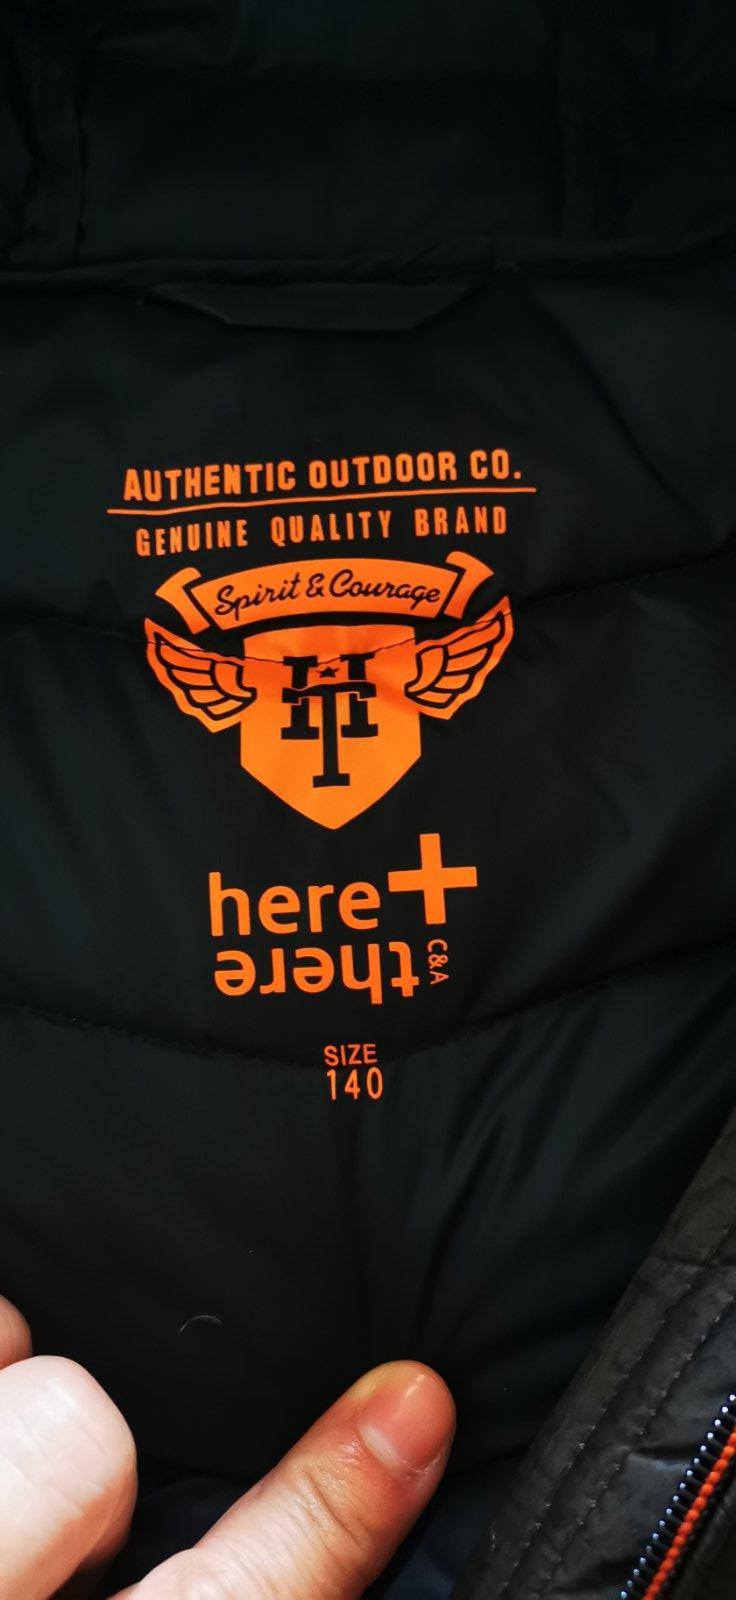 AUTHENTIC OUTDOOR CO.
GENUINE QUALITY BRAND
Spirit & Courage
HT
here+
there C&A
SIZE
140